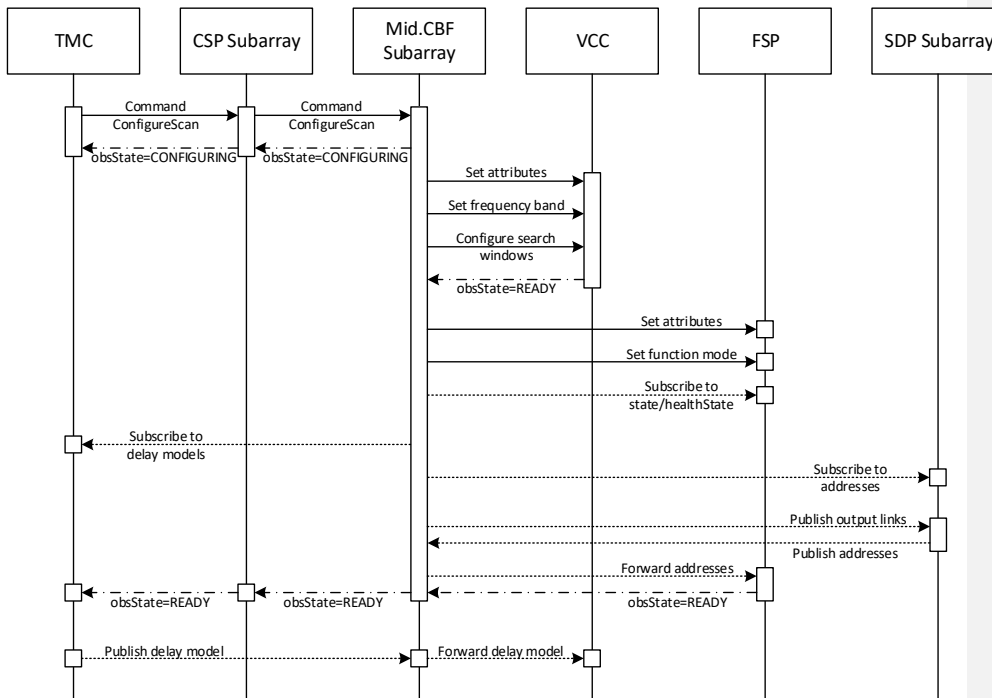 TMC
CSP Subarray
Mid.CBF
Subarray
VCC
FSP
SDP Subarray
Command
ConfigureScan
Command
ConfigureScan
obsState=CONFIGURING
obsState=CONFIGURING
Set attributes
Set frequency band
Configure search
windows
obsState=READY
Set attributes
Set function mode
Subscribe to
state/healthState
Subscribe to
delay models
Subscribe to
addresses
Publish output links
Publish addresses
Forward addresses
obsState=READY
obsState=READY
obsState=READY
Publish delay model
Forward delay model